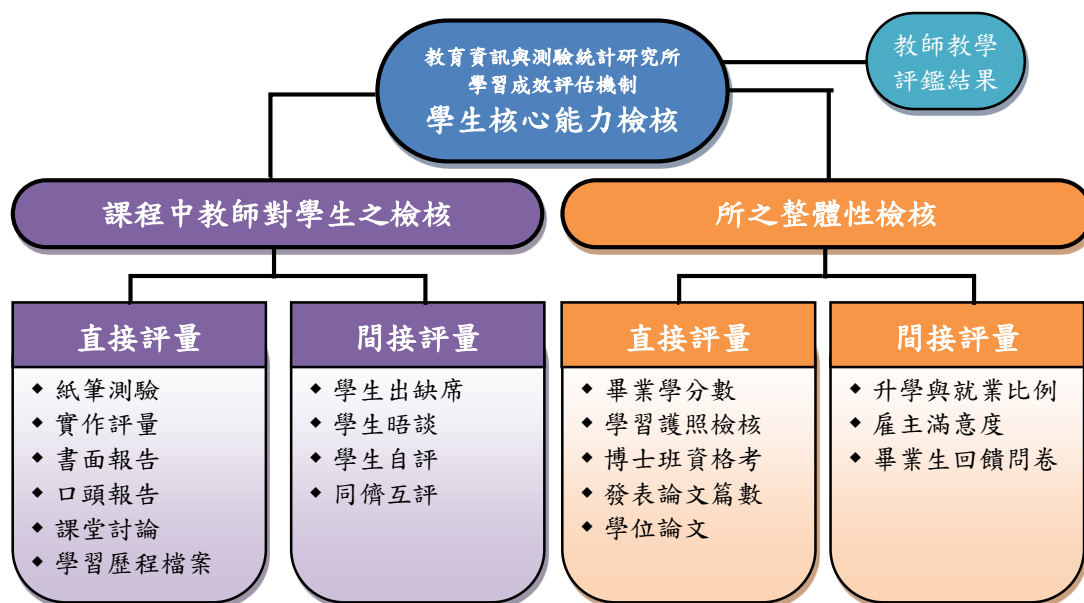 教育資訊與測驗統計研究所
學習成效評估機制
學生核心能力檢核
教師教學
評鑑結果
課程中教師對學生之檢核
所之整體性檢核
直接評量
◆ 紙筆測驗
◆ 實作評量
◆ 書面報告
◆ 口頭報告
◆ 課堂討論
◆ 學習歷程檔案
間接評量
◆ 學生出缺席
◆ 學生晤談
◆ 學生自評
◆ 同儕互評
直接評量
◆ 畢業學分數
◆ 學習護照檢核
◆ 博士班資格考
◆ 發表論文篇數
◆ 學位論文
間接評量
◆ 升學與就業比例
◆ 雇主滿意度
◆ 畢業生回饋問卷